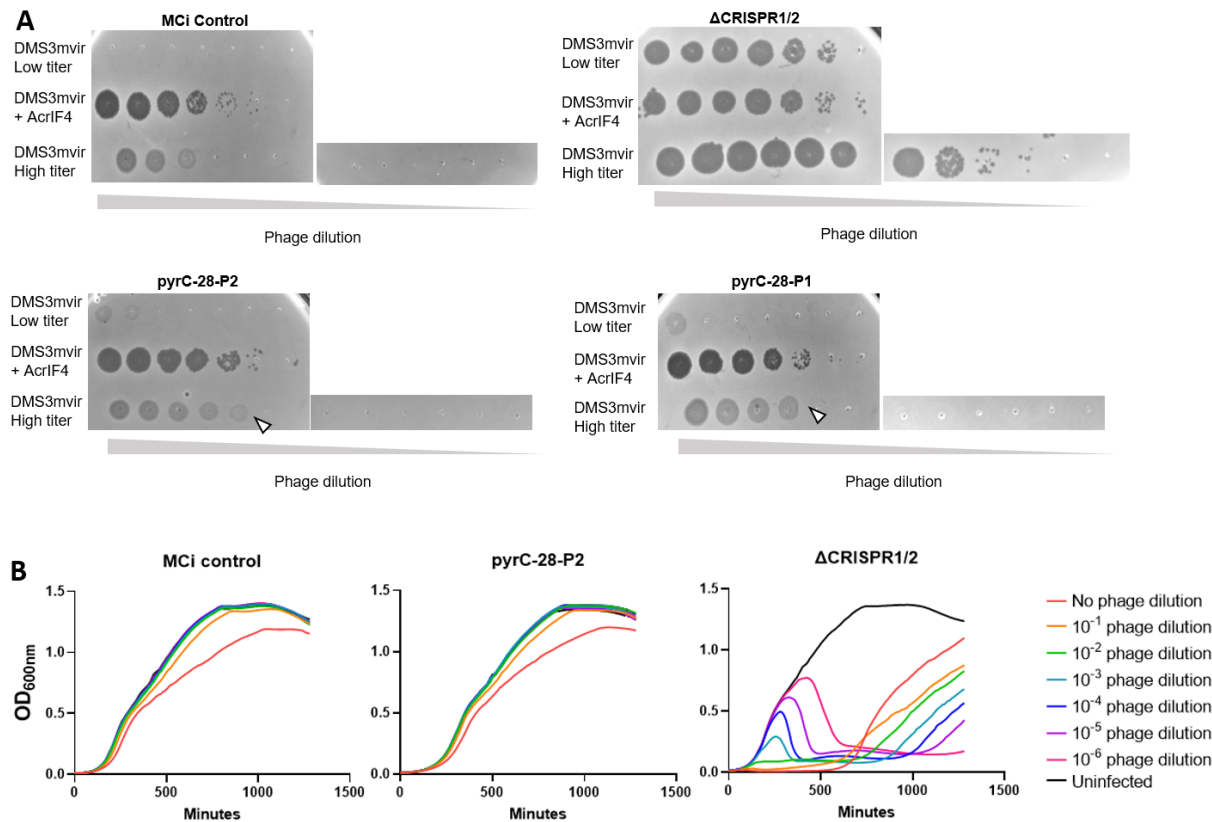 A
MCi Control
ΔCRISPR1/2
DMS3mvir
Low titer
DMS3mvir
+ AcrIF4
DMS3mvir
High titer
Phage dilution
DMS3mvir
Low titer
DMS3mvir
+ AcrIF4
DMS3mvir
High titer
Phage dilution
pyrC-28-P2
pyrC-28-P1
DMS3mvir
Low titer
DMS3mvir
+ AcrIF4
DMS3mvir
High titer
Phage dilution
DMS3mvir
Low titer
DMS3mvir
+ AcrIF4
DMS3mvir
High titer
Phage dilution
B
MCi control
pyrC-28-P2
ΔCRISPR1/2
OD600nm
1.5
1.0
0.5
0.0
0 500 1000 1500
Minutes
1.5
1.0
0.5
0.0
0 500 1000 1500
Minutes
1.5
1.0
0.5
0.0
0 500 1000 1500
Minutes
No phage dilution
10-1 phage dilution
10-2 phage dilution
10-3 phage dilution
10-4 phage dilution
10-5 phage dilution
10-6 phage dilution
Uninfected